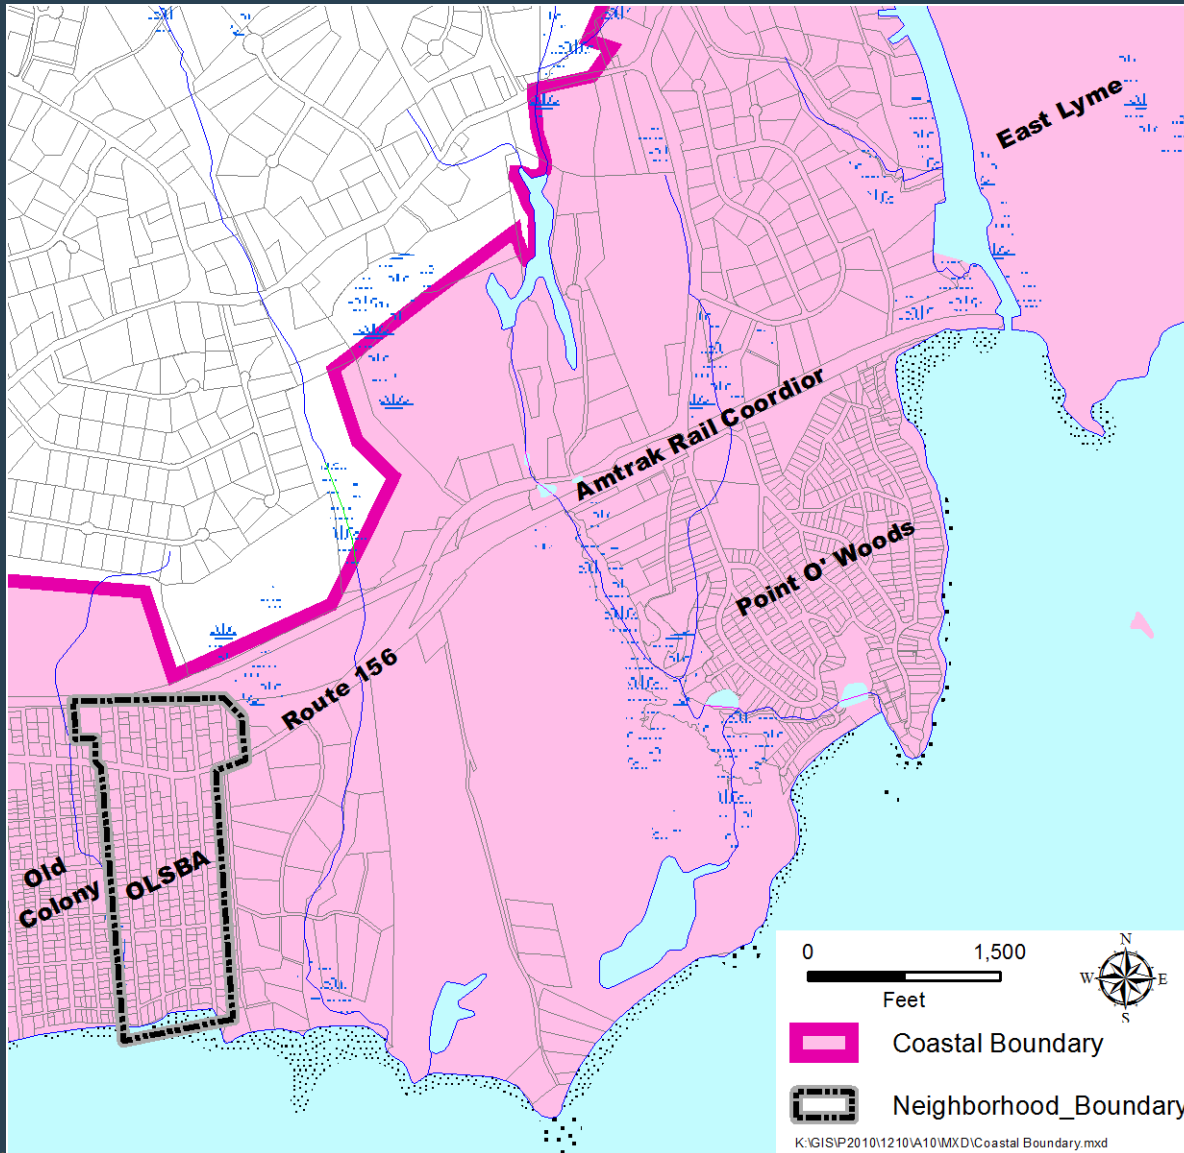 East Lyme
Amtrak Rail Coordior
Point O' Woods
Route 156
Old
Colony
OLSBA
0 1,500
Feet
N
W E
S
Coastal Boundary
Neighborhood_Boundary
K:\GIS\P2010\1210\A10\MXD\Coastal Boundary.mxd